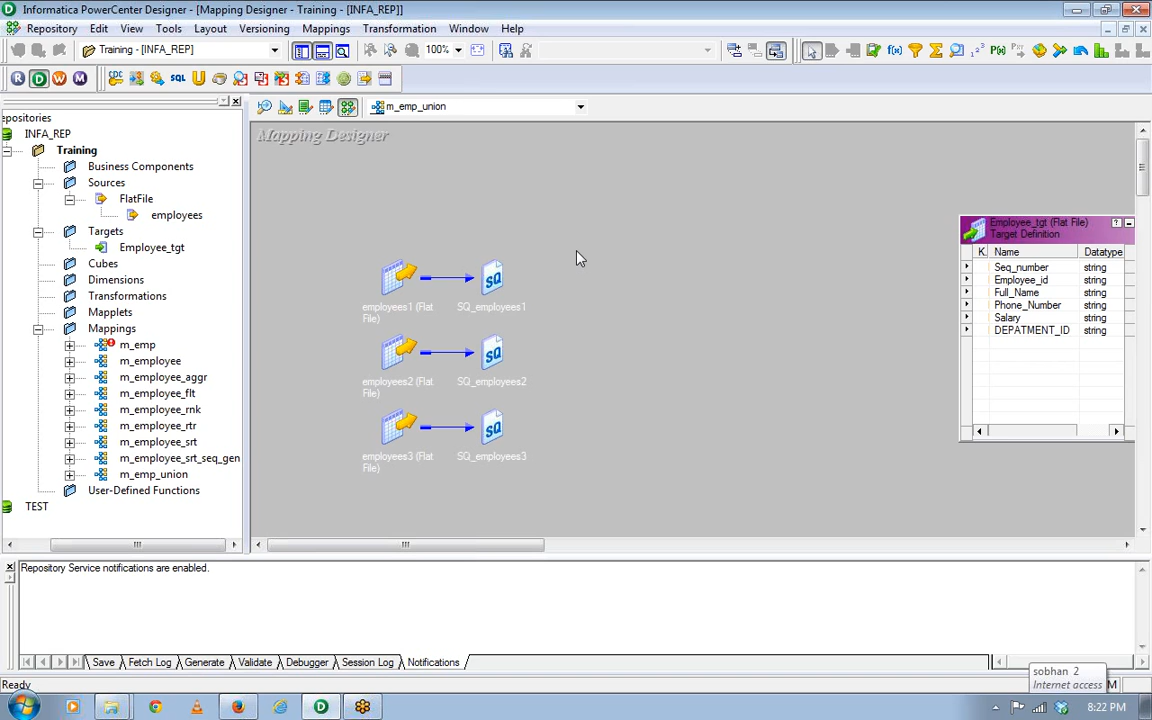 Informatica PowerCenter Designer - [Mapping Designer - Training - [INFA_REP]]
Repository Edit View Tools Layout Versioning Mappings Transformation Window Help
Training - [INFA_REP] 100%
R D W M CDC SQL
m_emp_union
epositories
INFA_REP
Training
Business Components
Sources
FlatFile
employees
Targets
Employee_tgt
Cubes
Dimensions
Transformations
Mapplets
Mappings
m_emp
m_employee
m_employee_aggr
m_employee_flt
m_employee_rnk
m_employee_rtr
m_employee_srt
m_employee_srt_seq_gen
m_emp_union
User-Defined Functions
TEST
Mapping Designer
employees1 (Flat
File)
SQ_employees1
employees2 (Flat
File)
SQ_employees2
employees3 (Flat
File)
SQ_employees3
SQ
SQ
SQ
Employee_tgt (Flat File)
Target Definition
K. Name Datatype
Seq_number string
Employee_id string
Full_Name string
Phone_Number string
Salary string
DEPATMENT_ID string
Repository Service notifications are enabled.
Save Fetch Log Generate Validate Debugger Session Log Notifications
Ready
sobhan 2
Internet access
M
8:22 PM